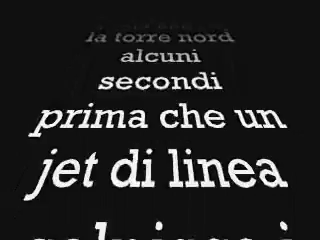 la torre nord
alcuni
secondi
prima che un
jet di linea